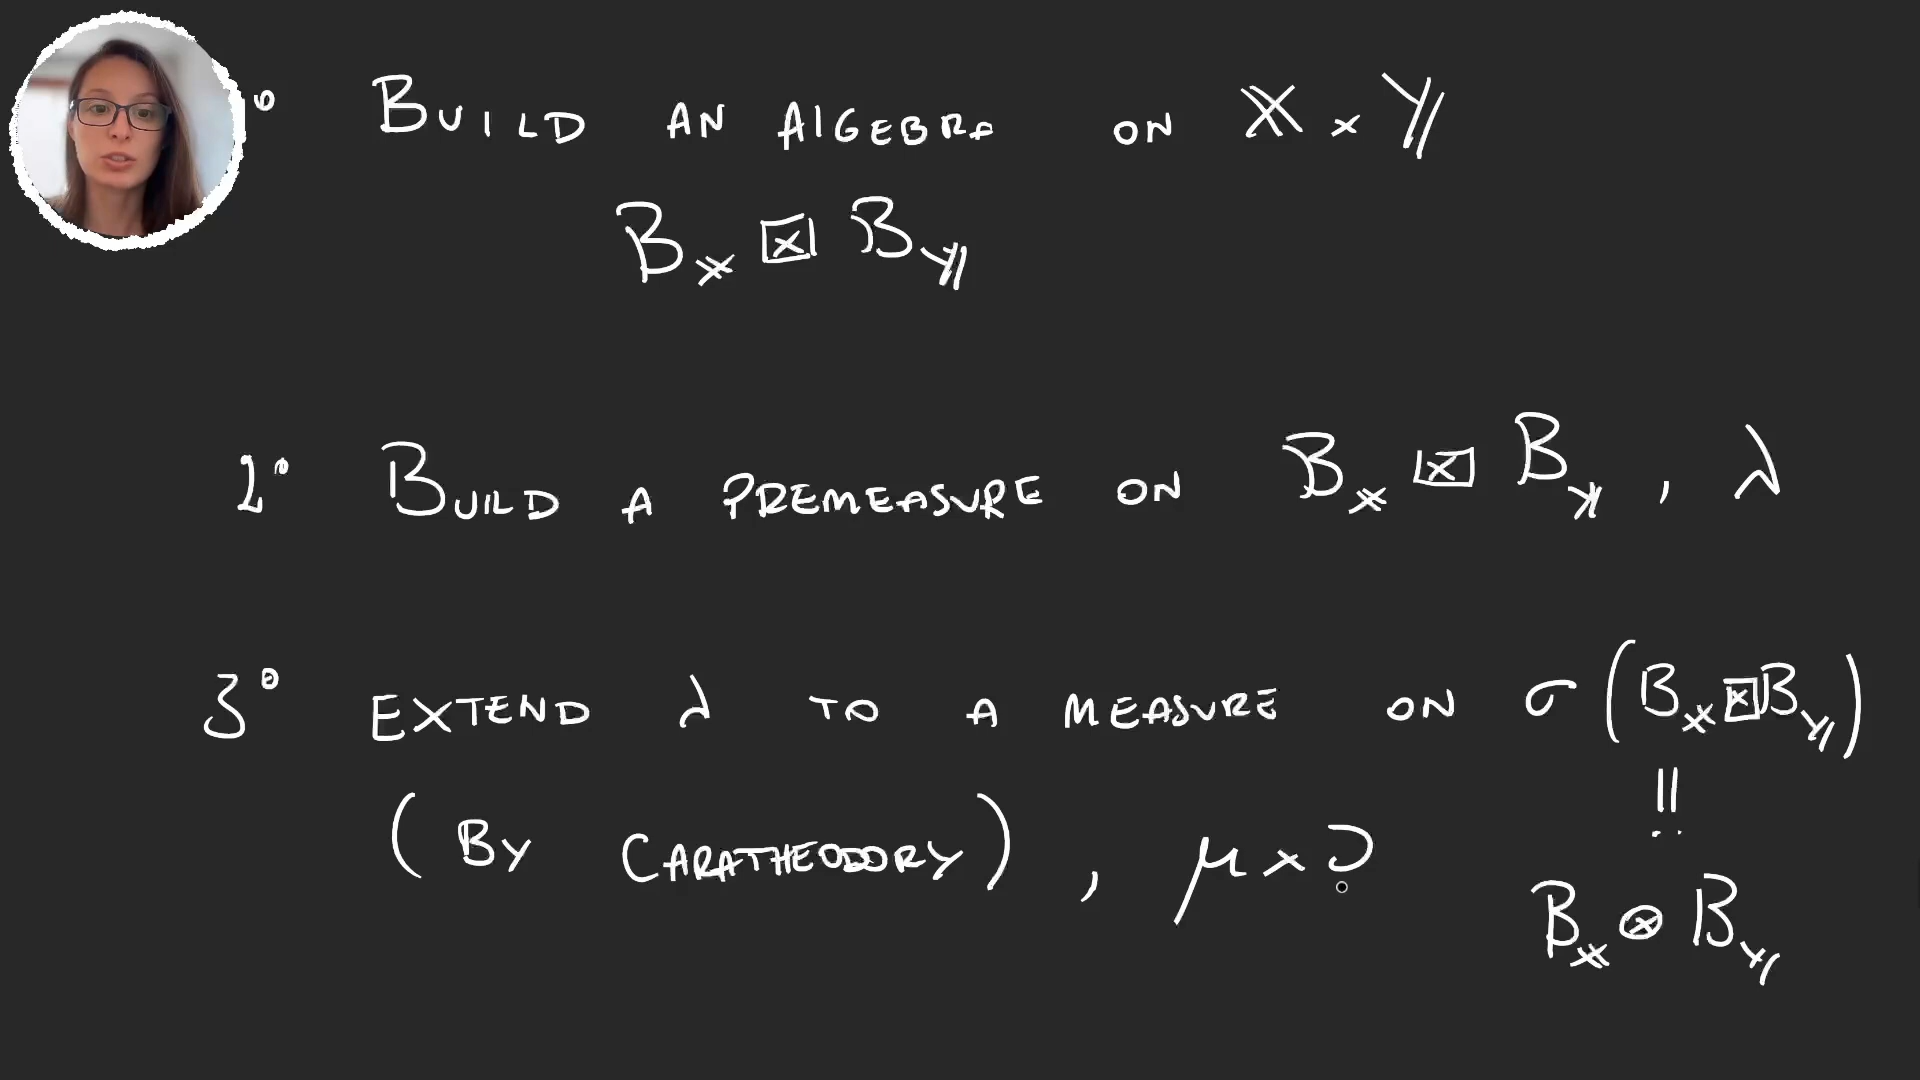 ° BUILD AN ALGEBRA ON 𝕏 × 𝕐
B_𝕏 ⊠ B_𝕐
2° BUILD A PREMEASURE ON B_𝕏 ⊠ B_𝕐 , λ
3° EXTEND λ TO A MEASURE ON σ (B_𝕏 ⊠ B_𝕐)
(BY CARATHEODORY) , μ × ‖
B_𝕏 ⊗ B_𝕐